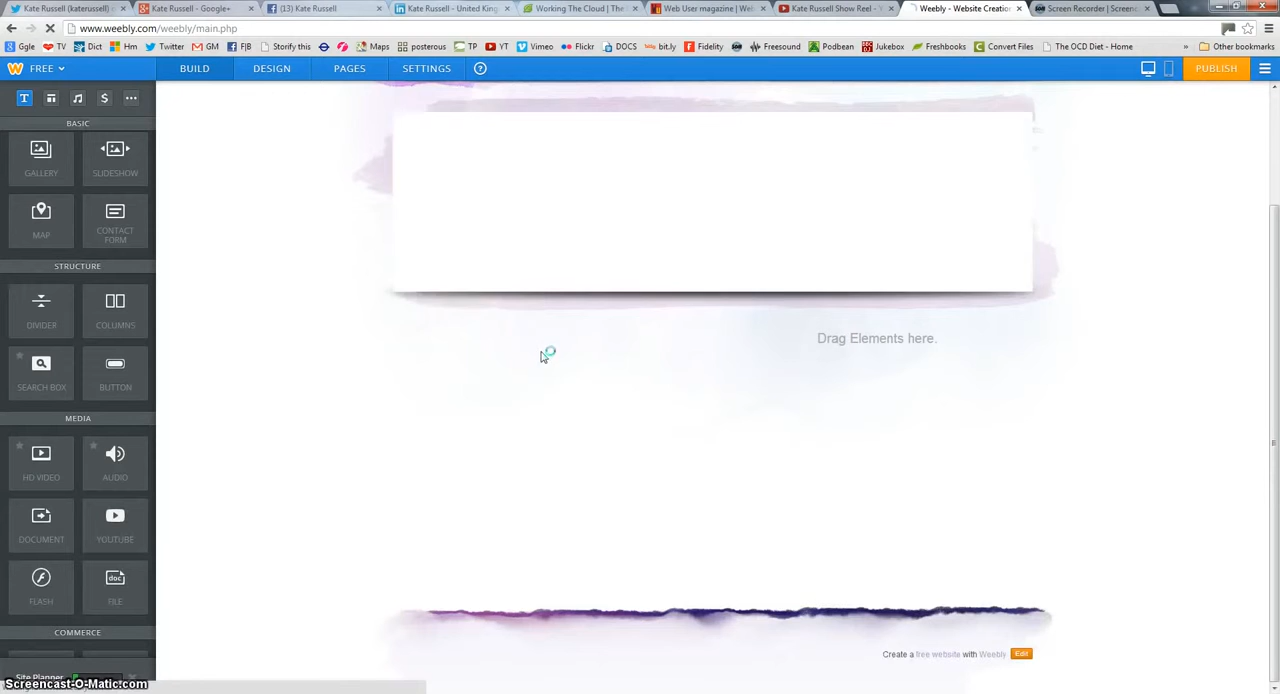 Kate Russell (katerussell) o
Kate Russell - Google+
(13) Kate Russell
Kate Russell - United King
Working The Cloud | The
Web User magazine | Web
Kate Russell Show Reel -
Weebly - Website Creation
Screen Recorder | Screenc
www.weebly.com/weebly/main.php
Ggle
TV
Dict
Hm
Twitter
GM
FB
Storify this
Maps
posterous
TP
YT
Vimeo
Flickr
DOCS
bit.ly
Fidelity
Freesound
Podbean
Jukebox
Freshbooks
Convert Files
The OCD Diet - Home
»
Other bookmarks
FREE
BUILD
DESIGN
PAGES
SETTINGS
?
PUBLISH
T
$
BASIC
GALLERY
SLIDESHOW
MAP
CONTACT
FORM
STRUCTURE
DIVIDER
COLUMNS
SEARCH BOX
BUTTON
MEDIA
HD VIDEO
AUDIO
DOCUMENT
YOUTUBE
FLASH
doc
FILE
COMMERCE
Site Planner
Drag Elements here.
Create a free website with Weebly
Edit
Screencast-O-Matic.com